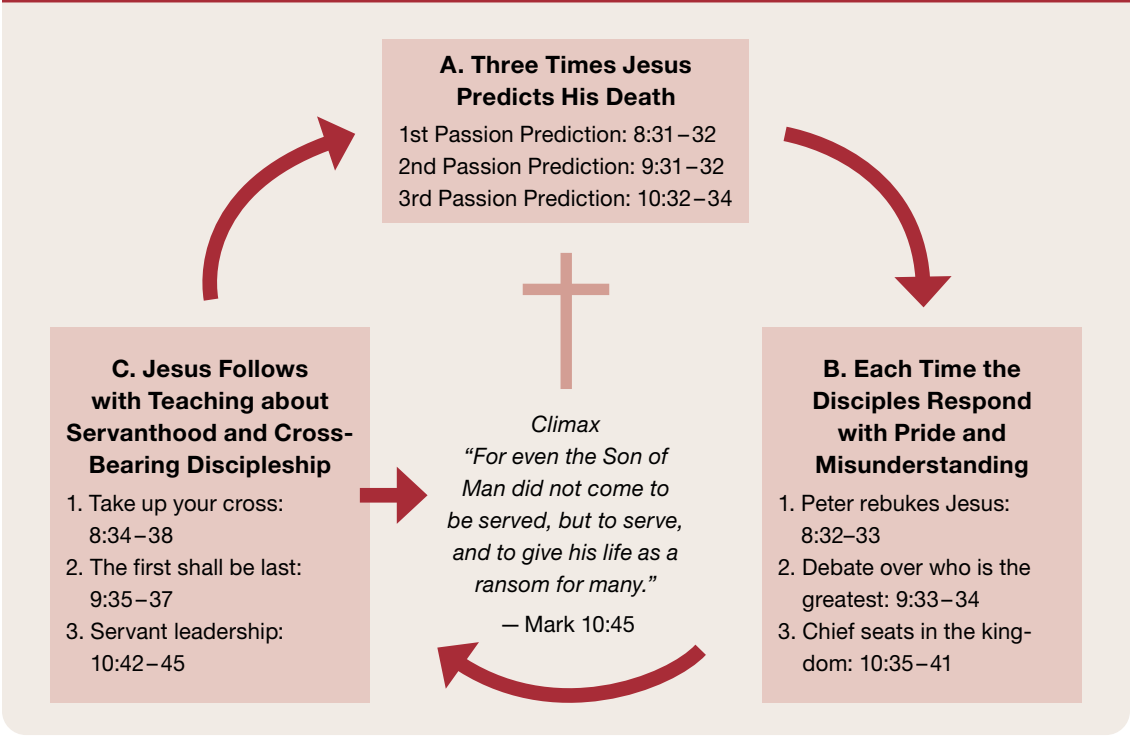 A. Three Times Jesus
Predicts His Death
1st Passion Prediction: 8:31–32
2nd Passion Prediction: 9:31–32
3rd Passion Prediction: 10:32–34
B. Each Time the
Disciples Respond
with Pride and
Misunderstanding
1. Peter rebukes Jesus:
8:32–33
2. Debate over who is the
greatest: 9:33–34
3. Chief seats in the king-
dom: 10:35–41
C. Jesus Follows
with Teaching about
Servanthood and Cross-
Bearing Discipleship
1. Take up your cross:
8:34–38
2. The first shall be last:
9:35–37
3. Servant leadership:
10:42–45
Climax
“For even the Son of
Man did not come to
be served, but to serve,
and to give his life as a
ransom for many.”
— Mark 10:45